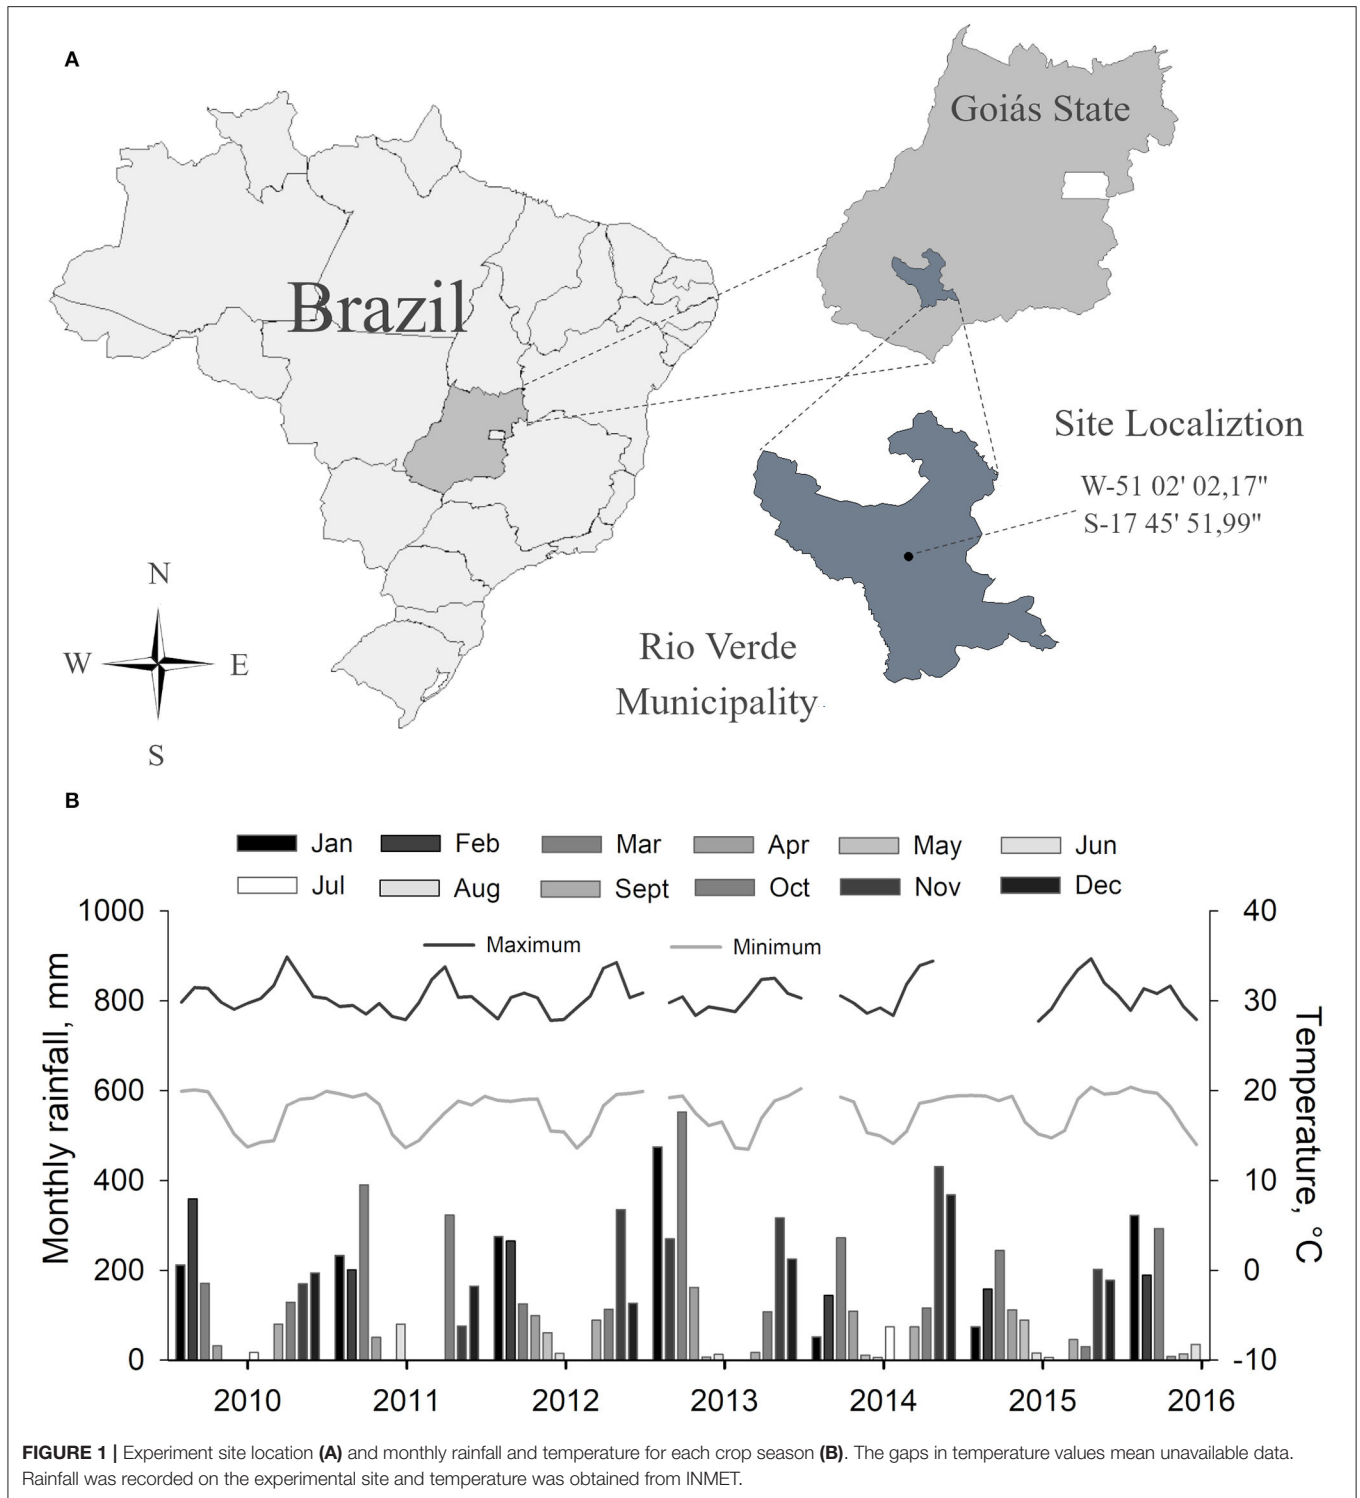 A
Goiás State
Brazil
Site Localiztion
W-51 02' 02,17"
S-17 45' 51,99"
N
W E
S
Rio Verde
Municipality
B
Jan Feb Mar Apr May Jun
Jul Aug Sept Oct Nov Dec
Maximum Minimum
Monthly rainfall, mm
1000
800
600
400
200
0
Temperature, °C
40
30
20
10
0
-10
2010 2011 2012 2013 2014 2015 2016
FIGURE 1 | Experiment site location (A) and monthly rainfall and temperature for each crop season (B). The gaps in temperature values mean unavailable data.
Rainfall was recorded on the experimental site and temperature was obtained from INMET.